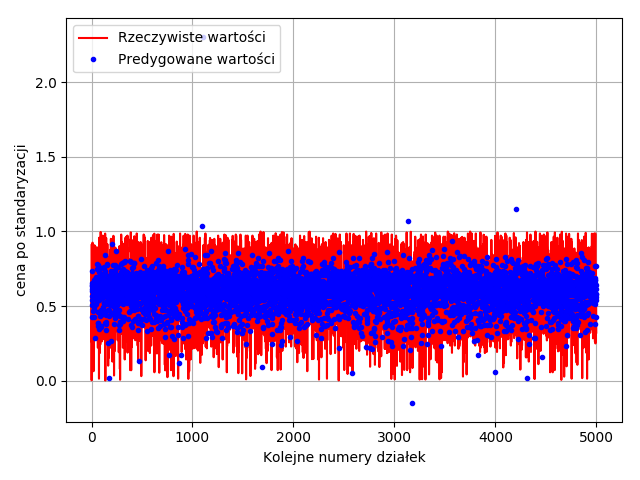 Rzeczywiste wartości
Predygowane wartości
2.0
1.5
1.0
0.5
0.0
cena po standaryzacji
0 1000 2000 3000 4000 5000
Kolejne numery działek